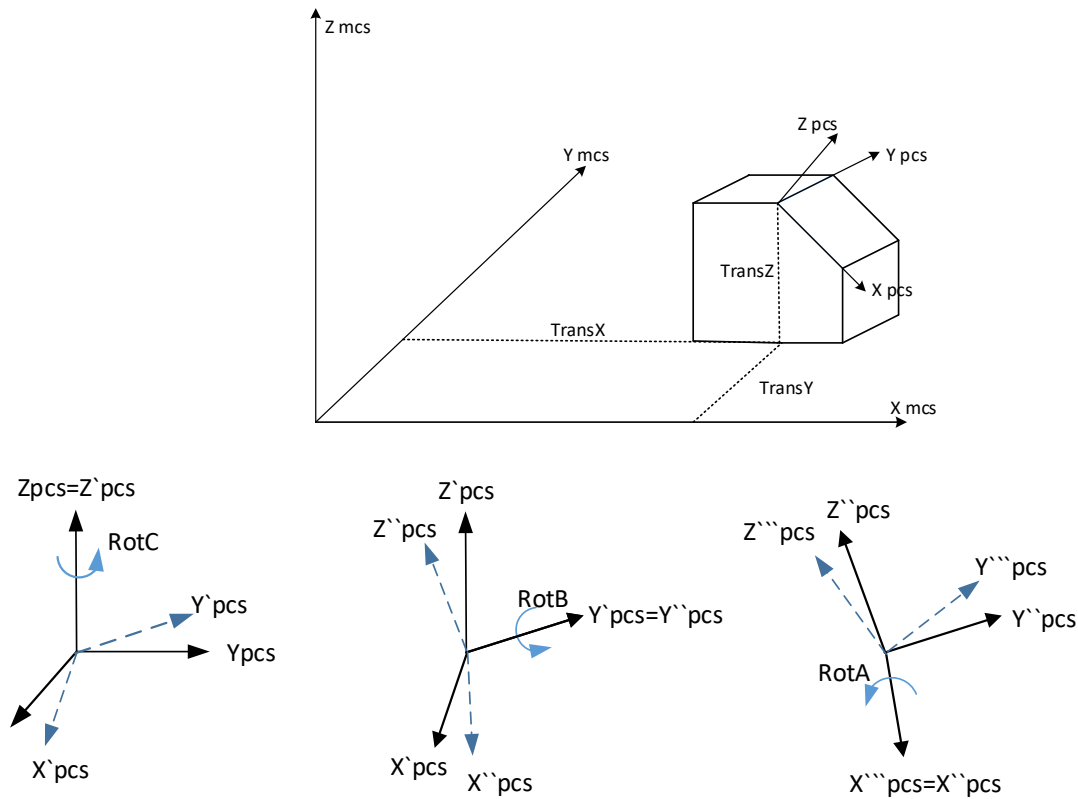 Z mcs
Z pcs
Y mcs
Y pcs
TransZ
X pcs
TransX
TransY
X mcs
Zpcs=Z`pcs
RotC
Y`pcs
Ypcs
X`pcs
Z`pcs
Z``pcs
RotB
Y`pcs=Y``pcs
X`pcs
X``pcs
Z``pcs
Z```pcs
Y```pcs
Y``pcs
RotA
X```pcs=X``pcs